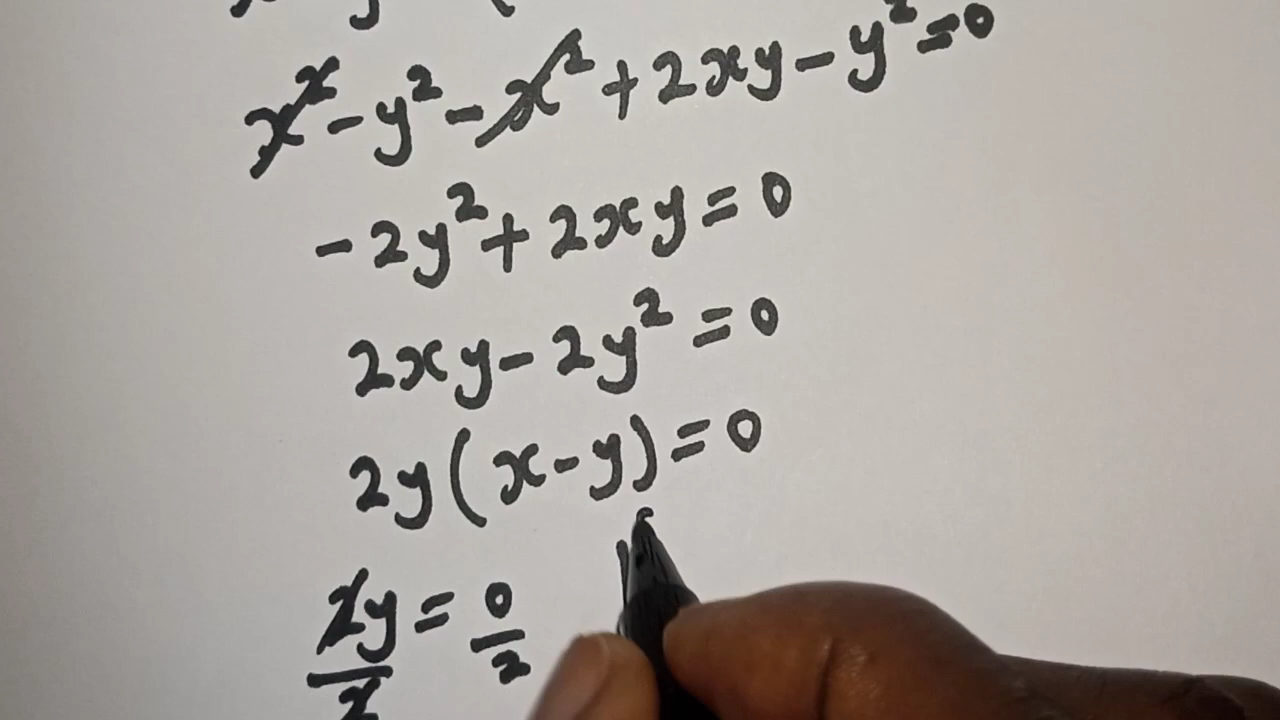 x² - y² - x² + 2xy - y² = 0
-2y² + 2xy = 0
2xy - 2y² = 0
2y(x - y) = 0
2y/2 = 0/2